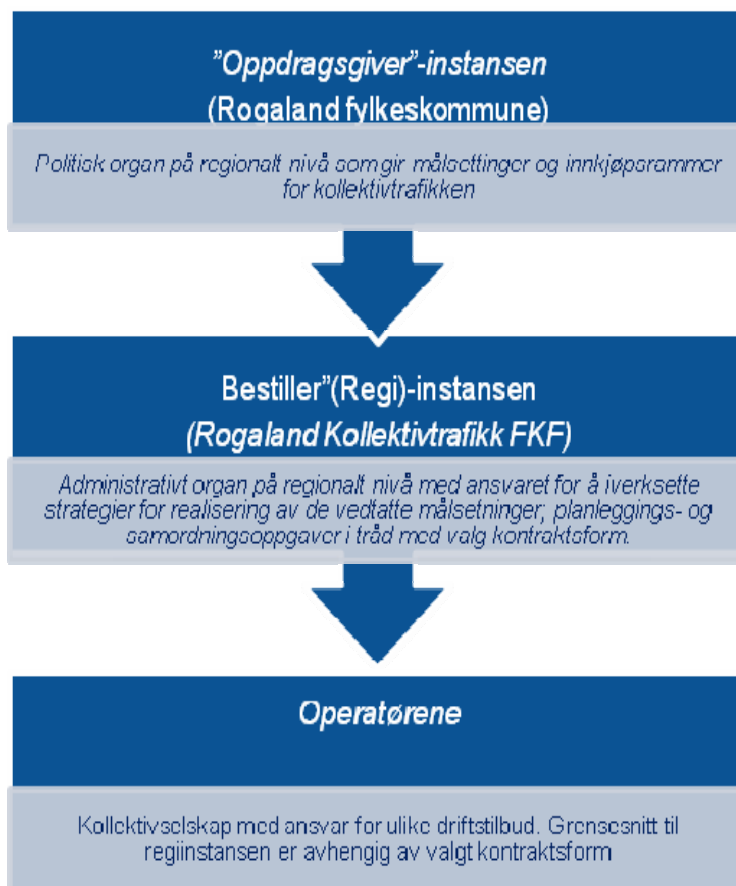 "Oppdragsgiver"-instansen
(Rogaland fylkeskommune)
Politisk organ på regionalt nivå som gir målsettinger og innkjøpsrammer
for kollektivtrafikken
Bestiller"(Regi)-instansen
(Rogaland Kollektivtrafikk FKF)
Administrativt organ på regionalt nivå med ansvaret for å iverksette
strategier for realisering av de vedtatte målsetninger; planleggings- og
samordningsoppgaver i tråd med valg kontraktsform.
Operatørene
Kollektivselskap med ansvar for ulike driftstilbud. Grensesnitt til
regiinstansen er avhengig av valgt kontraktsform